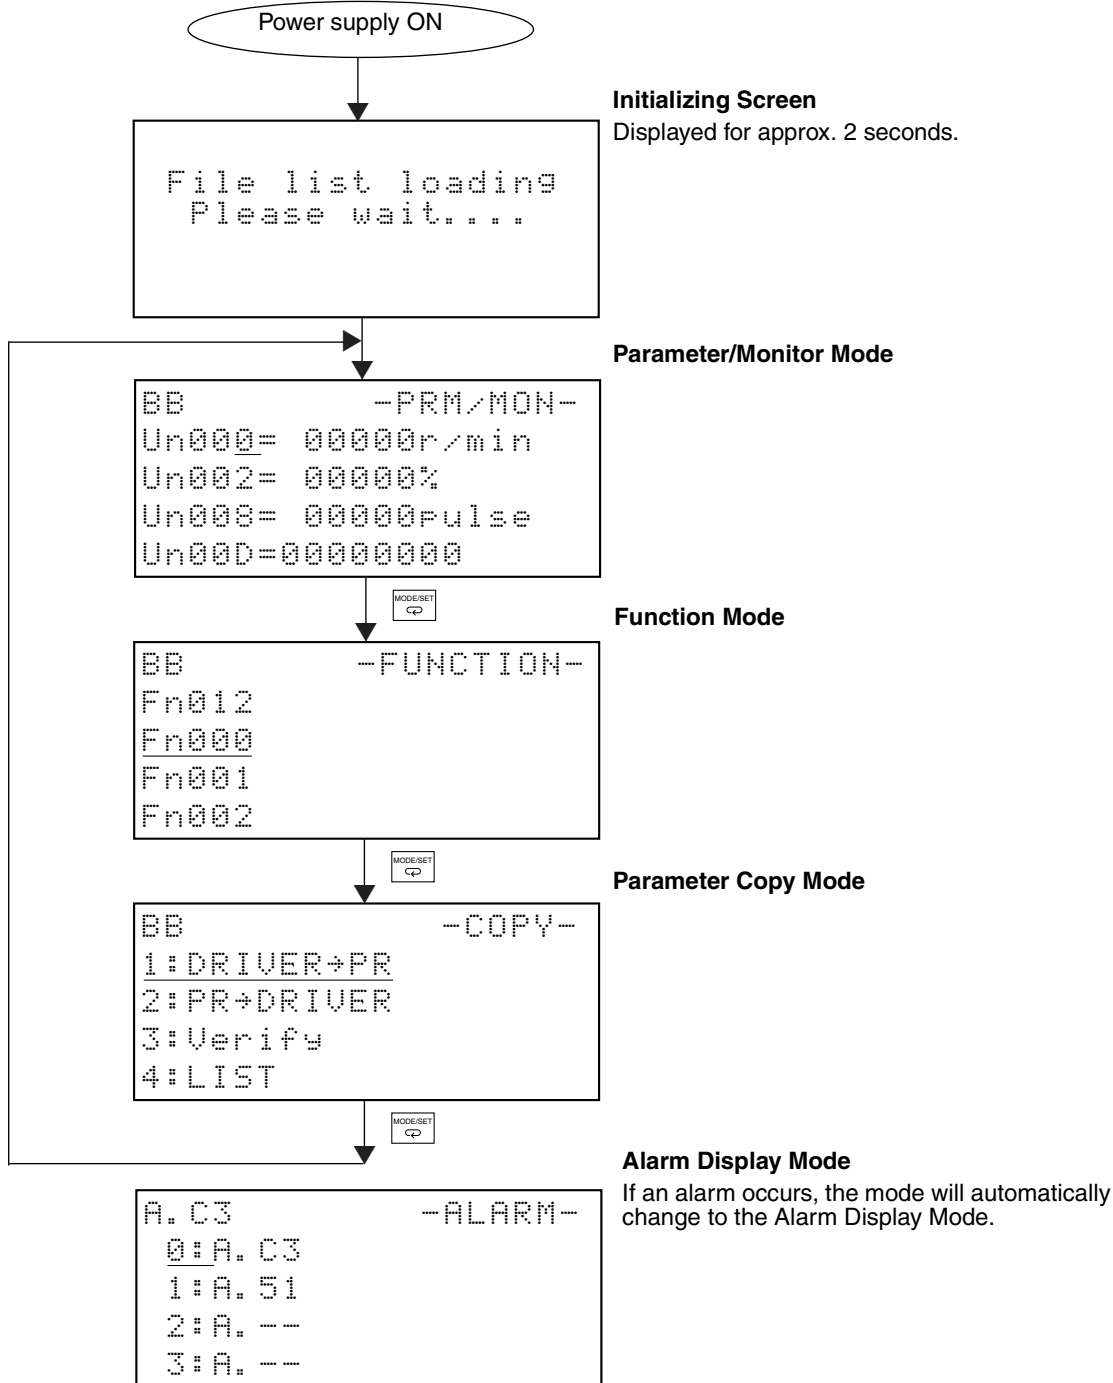 Power supply ON
Initializing Screen
Displayed for approx. 2 seconds.
File list loading
Please wait....
Parameter/Monitor Mode
BB -PRM/MON-
Un000= 00000r/min
Un002= 00000%
Un008= 00000pulse
Un00D=00000000
MODE/SET
Function Mode
BB -FUNCTION-
Fn012
Fn000
Fn001
Fn002
MODE/SET
Parameter Copy Mode
BB -COPY-
1:DRIVER→PR
2:PR→DRIVER
3:Verify
4:LIST
MODE/SET
Alarm Display Mode
If an alarm occurs, the mode will automatically
change to the Alarm Display Mode.
A.C3 -ALARM-
0:A.C3
1:A.51
2:A.--
3:A.--